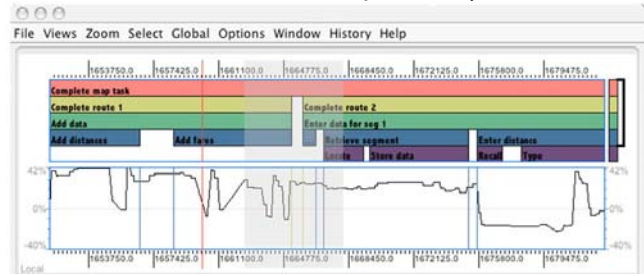 File Views Zoom Select Global Options Window History Help
1653750.0 1657425.0 1661100.0 1664775.0 1668450.0 1672125.0 1675800.0 1679475.0
Complete map task
Complete route 1 Complete route 2
Add data Enter data for seg 1
Add distances Add fares Retrieve segment Enter distance
Locate Store data Recall Type
42% 42%
0% 0%
-40% -40%
1653750.0 1657425.0 1661100.0 1664775.0 1668450.0 1672125.0 1675800.0 1679475.0
Local